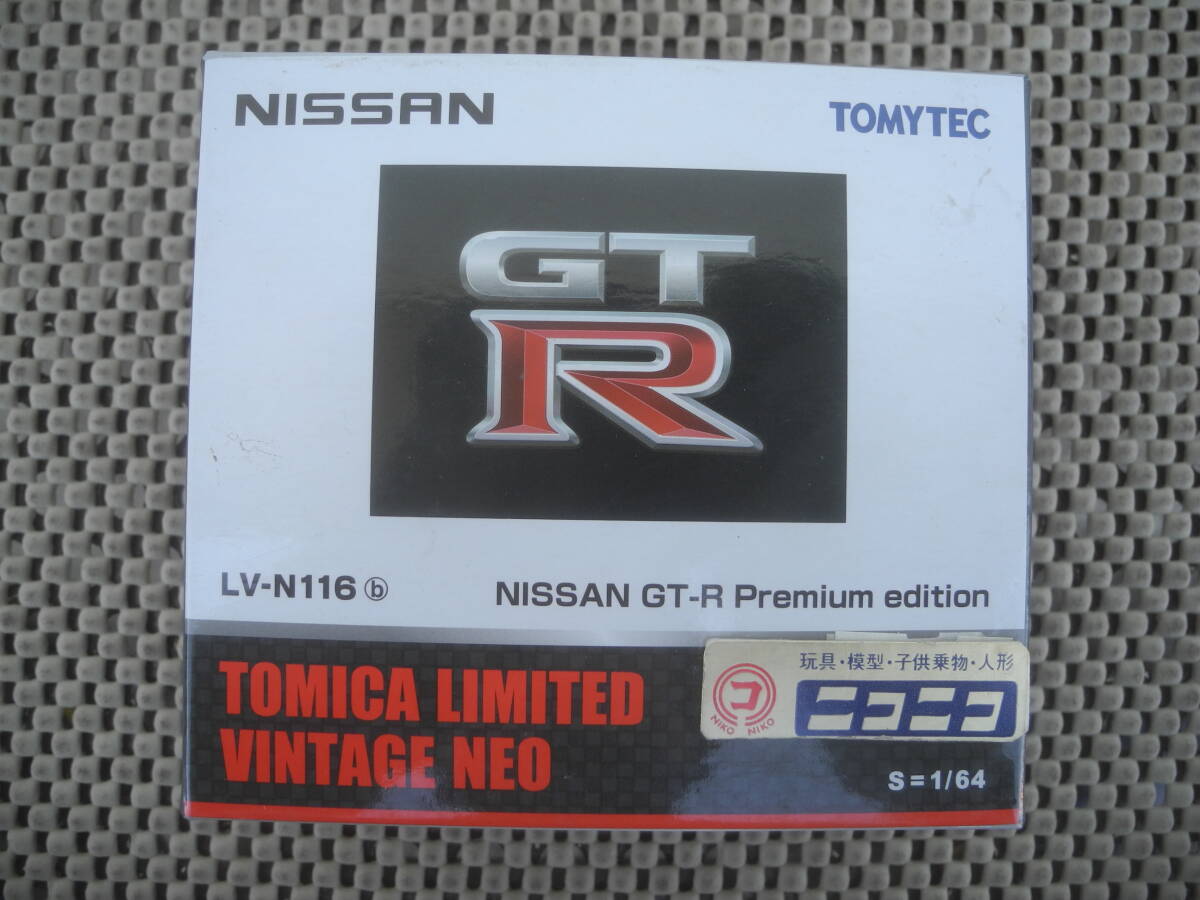 NISSAN
TOMYTEC
GT
R
LV-N116 ⓑ
NISSAN GT-R Premium edition
TOMICA LIMITED
VINTAGE NEO
玩具・模型・子供乗物・人形
コ
NIKO NIKO
ニコニコ
S=1/64